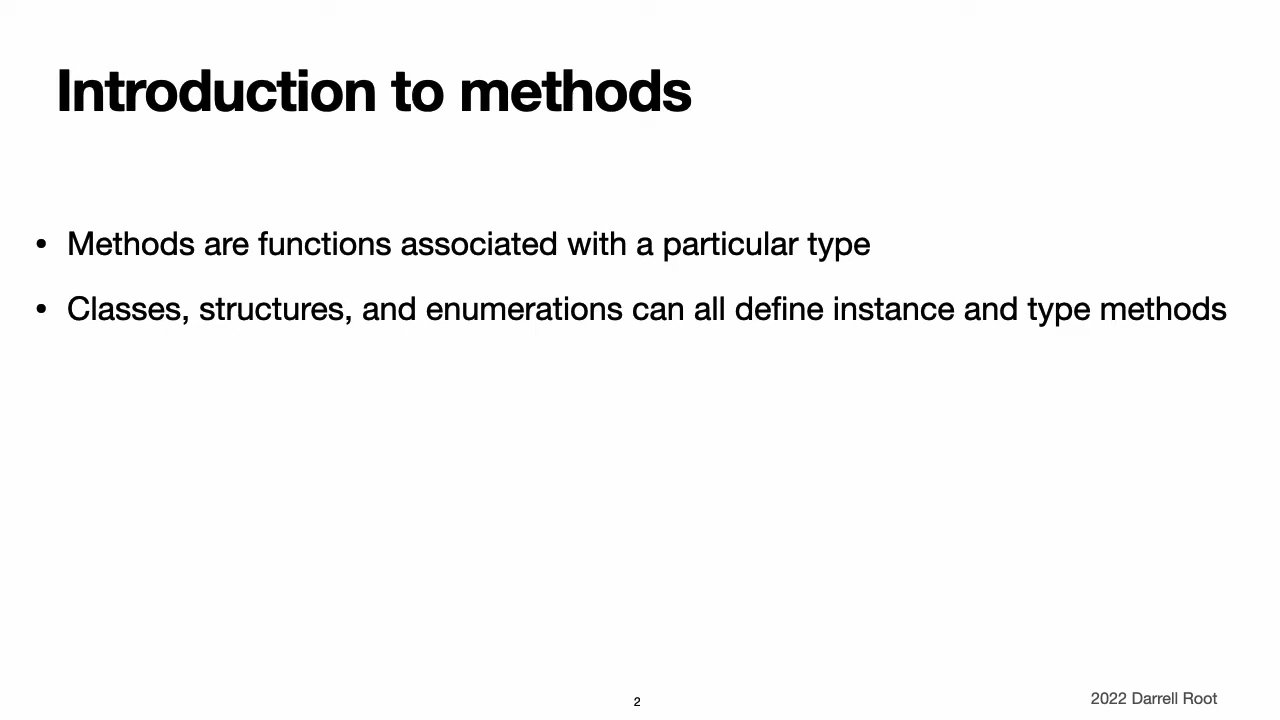 Introduction to methods
• Methods are functions associated with a particular type
• Classes, structures, and enumerations can all define instance and type methods
2
2022 Darrell Root